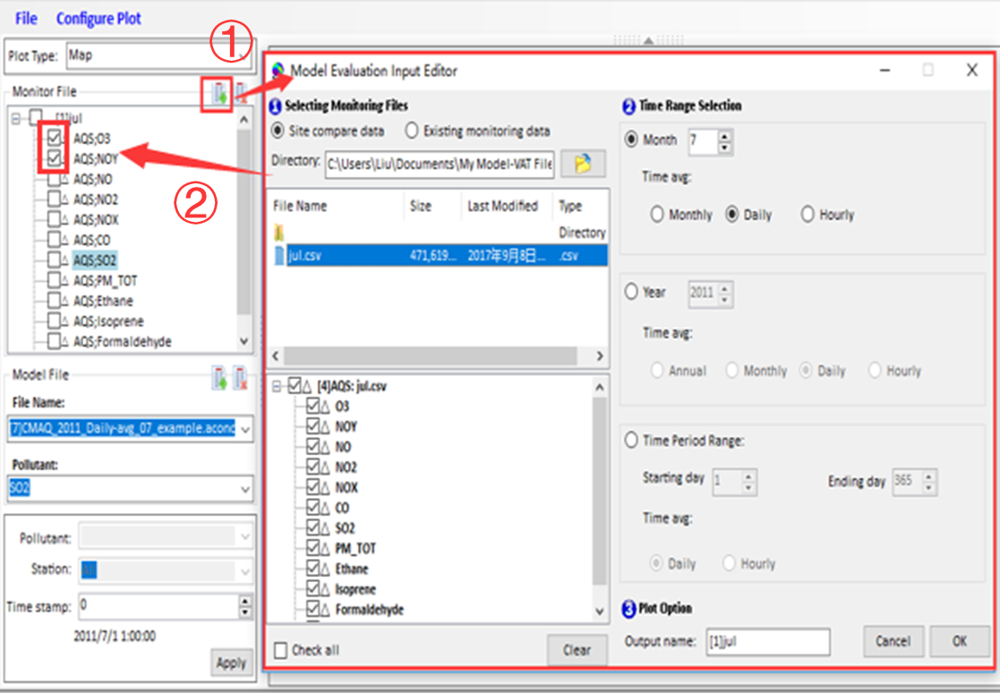 File Configure Plot
①
Plot Type: Map
Monitor File
[1]jul
AQS;O3
AQS;NOY
AQS;NO
AQS;NO2
AQS;NOX
AQS;CO
AQS;SO2
AQS;PM_TOT
AQS;Ethane
AQS;Isoprene
AQS;Formaldehyde
②
Model File
File Name:
7]CMAQ_2011_Daily-avg_07_example.aconc
Pollutant:
SO2
Pollutant:
Station:
Time stamp: 0
2011/7/1 1:00:00
Apply
Model Evaluation Input Editor
1 Selecting Monitoring Files
Site compare data Existing monitoring data
Directory: C:\Users\Liu\Documents\My Model-VAT File
File Name Size Last Modified Type
Directory
jul.csv 471,619... 2017年9月8日... .csv
[4]AQS: jul.csv
O3
NOY
NO
NO2
NOX
CO
SO2
PM_TOT
Ethane
Isoprene
Formaldehyde
Check all Clear
2 Time Range Selection
Month 7
Time avg:
Monthly Daily Hourly
Year 2011
Time avg:
Annual Monthly Daily Hourly
Time Period Range:
Starting day 1 Ending day 365
Time avg:
Daily Hourly
3 Plot Option
Output name: [1]jul Cancel OK